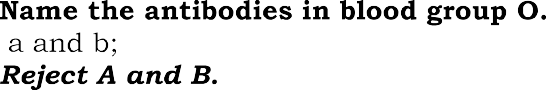 Name the antibodies in blood group O.
a and b;
Reject A and B.